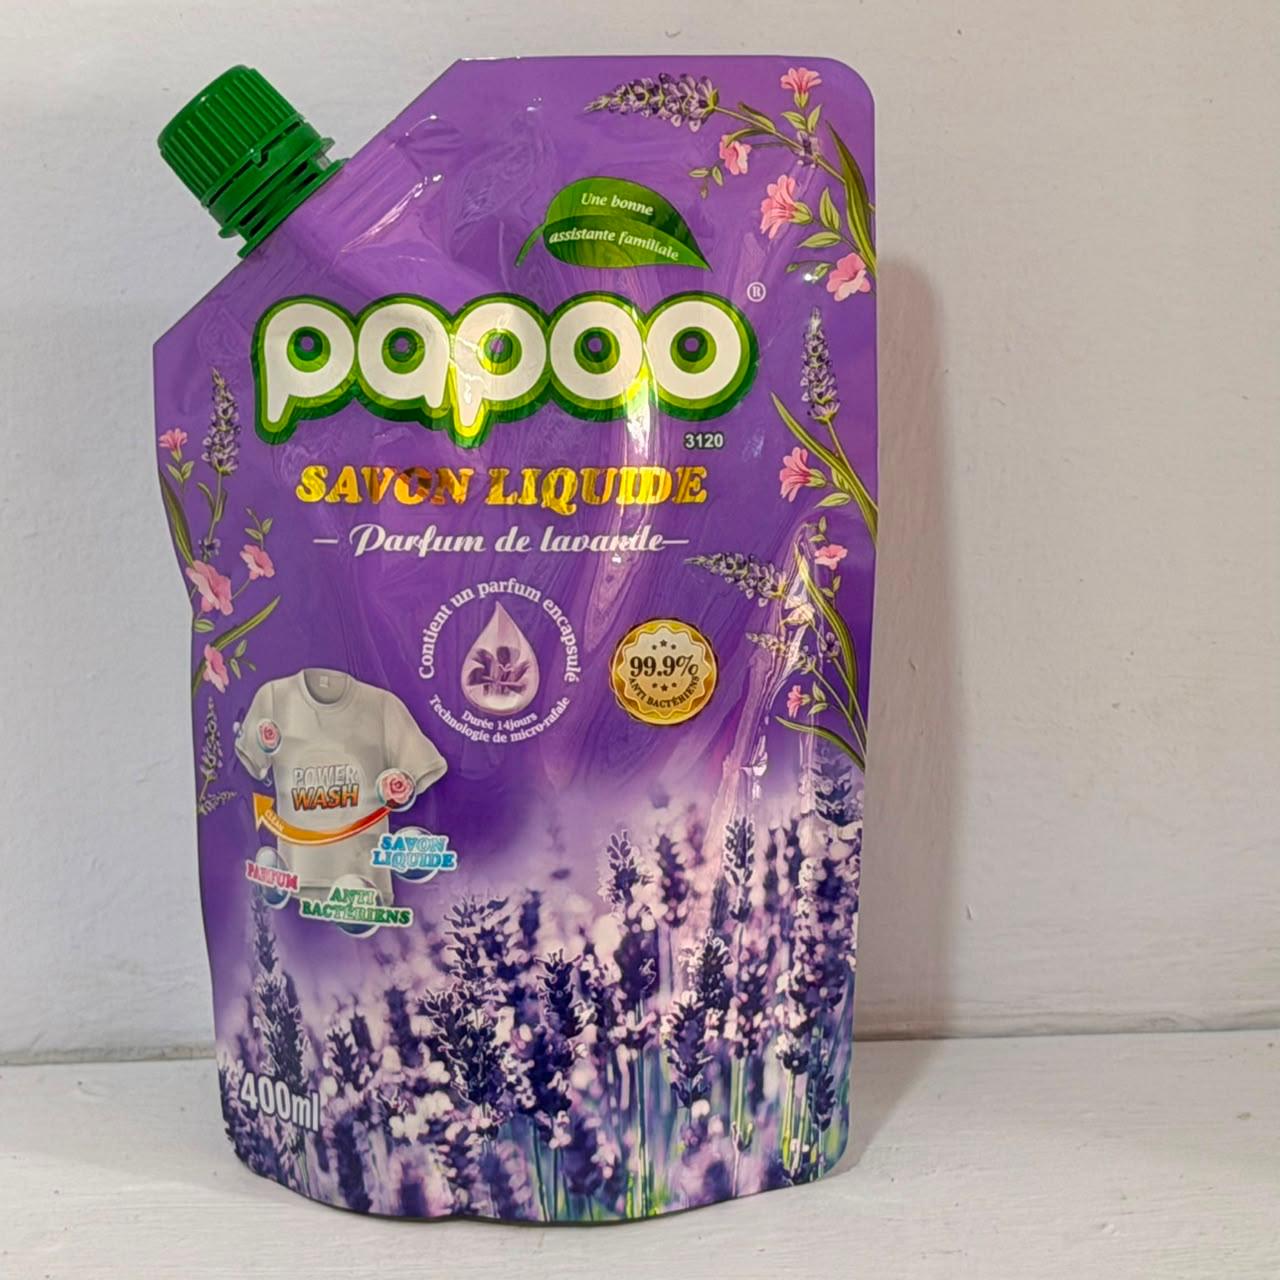 Une bonne
assistante familiale
papoo
®
3120
SAVON LIQUIDE
Parfum de lavande
Contient un parfum encapsulé
Durée 14jours
Technologie de micro-rafale
99.9%
ANTI BACTÉRIENS
POWER
WASH
CLEAN
SAVON
LIQUIDE
PARFUM
ANTI
BACTÉRIENS
400ml